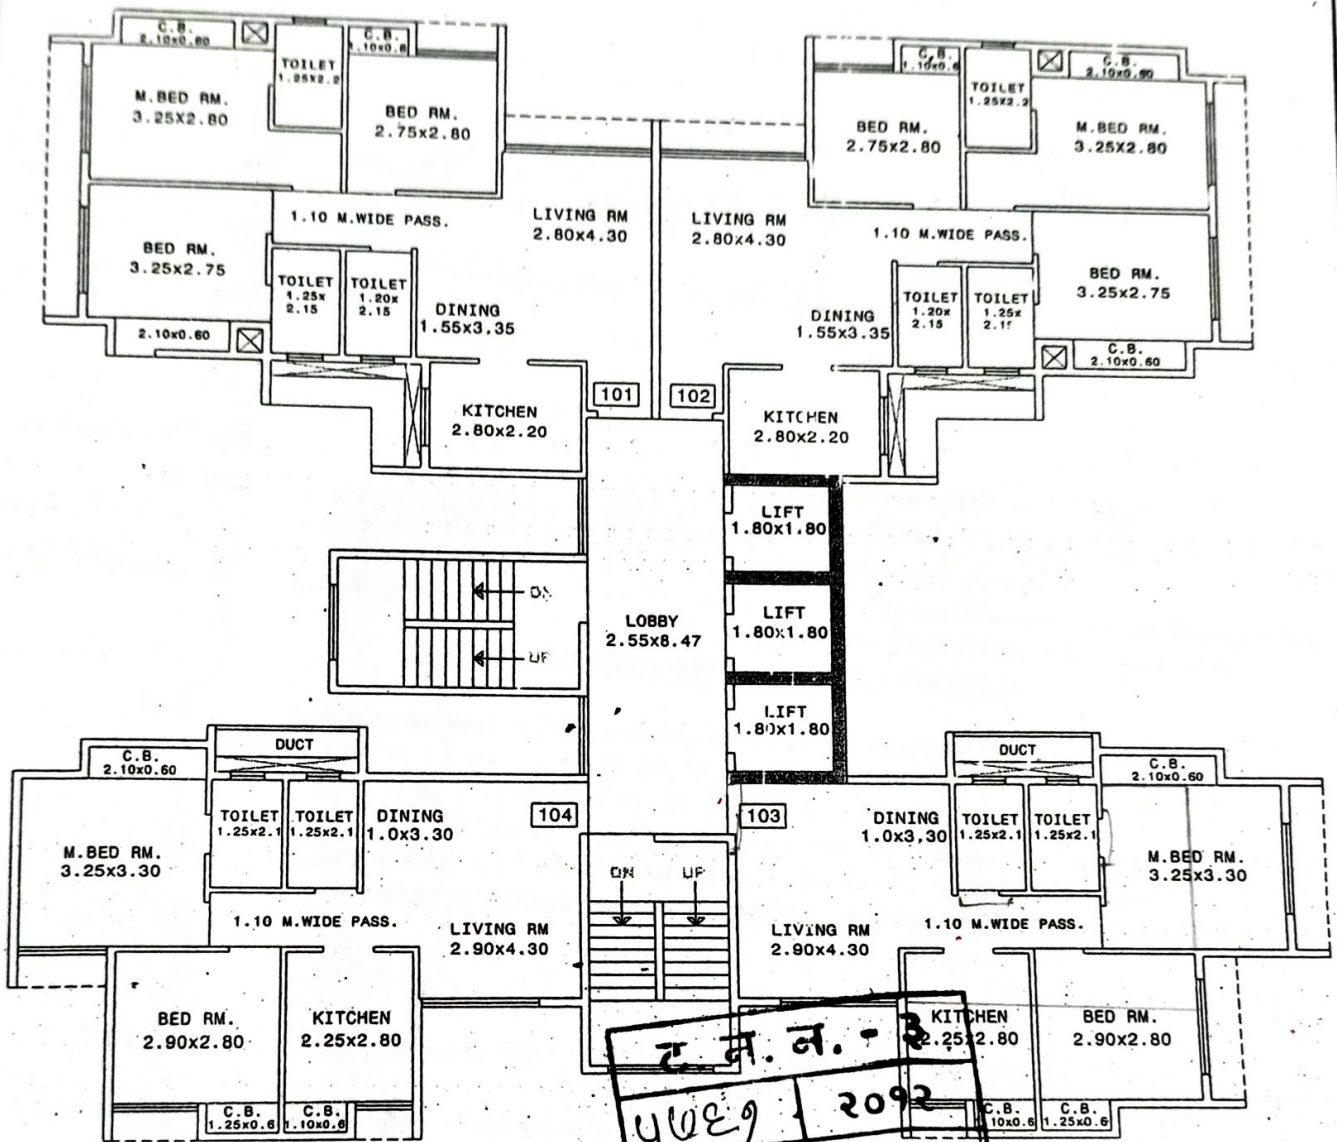 C.B.
2.10x0.60
TOILET
1.25X2.2
C.B.
1.10x0.6
M.BED RM.
3.25X2.80
BED RM.
2.75x2.80
C.B.
1.10x0.6
TOILET
1.25X2.2
C.B.
2.10x0.60
BED RM.
2.75x2.80
M.BED RM.
3.25X2.80
1.10 M.WIDE PASS.
LIVING RM
2.80x4.30
LIVING RM
2.80x4.30
1.10 M.WIDE PASS.
BED RM.
3.25x2.75
TOILET
1.25x
2.15
TOILET
1.20x
2.15
DINING
1.55x3.35
DINING
1.55x3.35
TOILET
1.20x
2.15
TOILET
1.25x
BED RM.
3.25x2.75
2.10x0.60
C.B.
2.10x0.60
101
102
KITCHEN
2.80x2.20
KITCHEN
2.80x2.20
LIFT
1.80x1.80
DN
UP
LOBBY
2.55x8.47
LIFT
1.80x1.80
LIFT
1.80x1.80
DUCT
C.B.
2.10x0.60
DUCT
C.B.
2.10x0.60
TOILET
1.25x2.1
TOILET
1.25x2.1
DINING
1.0x3.30
104
103
DINING
1.0x3.30
TOILET
1.25x2.1
TOILET
1.25x2.1
M.BED RM.
3.25x3.30
M.BED RM.
3.25x3.30
DN
UP
1.10 M.WIDE PASS.
LIVING RM
2.90x4.30
LIVING RM
2.90x4.30
1.10 M.WIDE PASS.
BED RM.
2.90x2.80
KITCHEN
2.25x2.80
KITCHEN
2.25x2.80
BED RM.
2.90x2.80
ट. न. न. - ३
२०१२
C.B.
1.25x0.6
C.B.
1.10x0.6
C.B.
1.10x0.6
C.B.
1.25x0.6